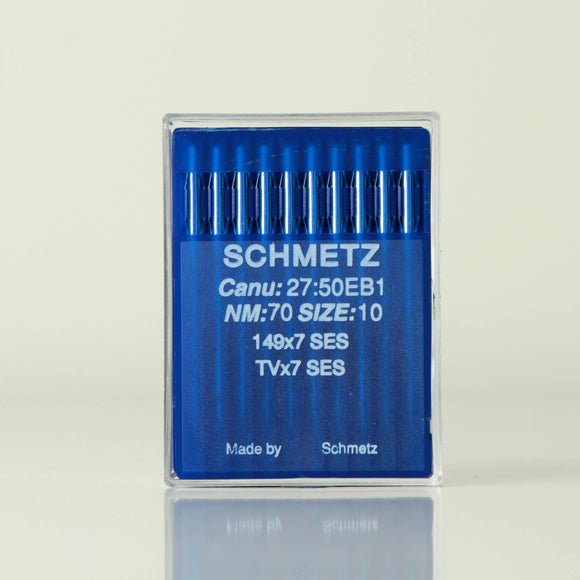 SCHMETZ
Canu: 27:50EB1
NM:70 SIZE:10
149x7 SES
TVx7 SES
Made by Schmetz